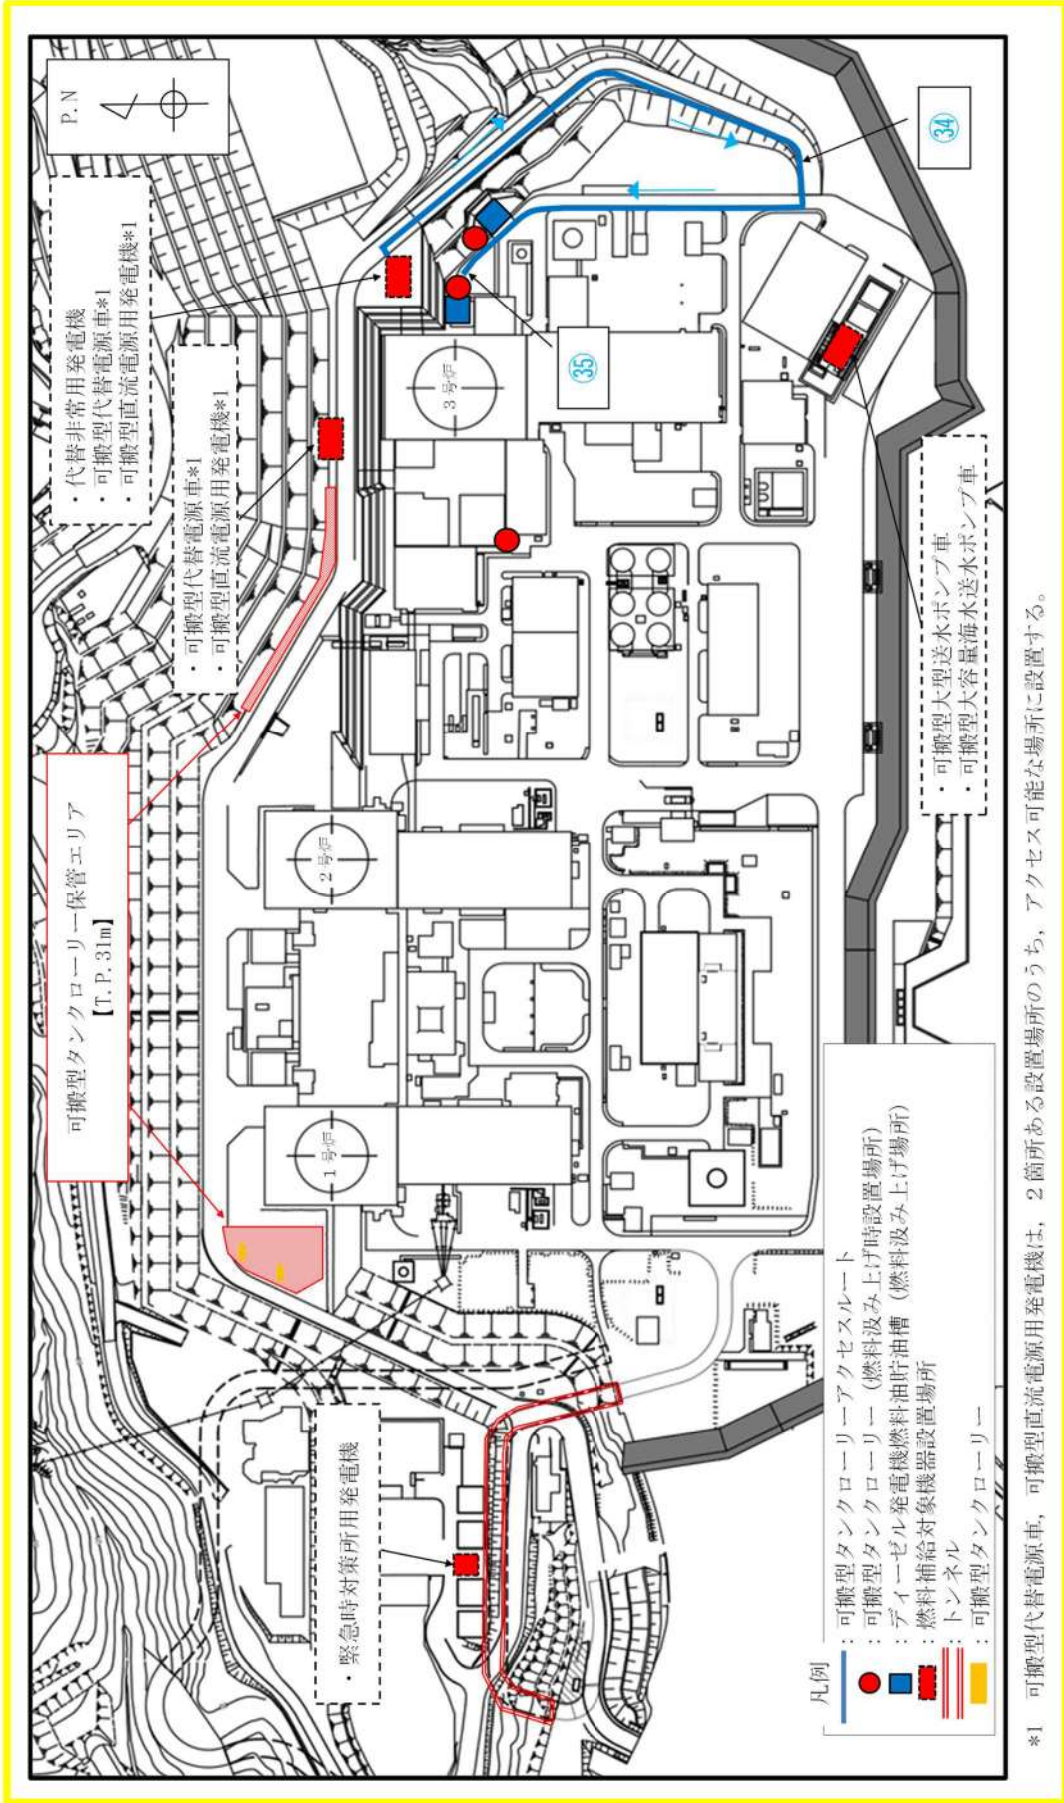 P.N
・代替非常用発電機
・可搬型代替電源車*1
・可搬型直流電源用発電機*1
・可搬型代替電源車*1
・可搬型直流電源用発電機*1
可搬型タンクローリー保管エリア
【T.P.31m】
・緊急時対策所用発電機
1号炉
2号炉
3号炉
㉞
㉟
・可搬型大型送水ポンプ車
・可搬型大容量海水送水ポンプ車
凡例
：可搬型タンクローリーアクセスルート
：可搬型タンクローリー（燃料汲み上げ時設置場所）
：ディーゼル発電機燃料油貯油槽（燃料汲み上げ場所）
：燃料補給対象機器設置場所
：トンネル
：可搬型タンクローリー
*1　可搬型代替電源車，可搬型直流電源用発電機は，2箇所ある設置場所のうち，アクセス可能な場所に設置する。